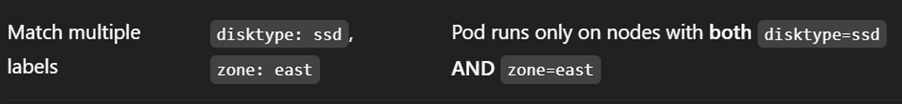 Match multiple labels
disktype: ssd,
zone: east
Pod runs only on nodes with both disktype=ssd
AND zone=east